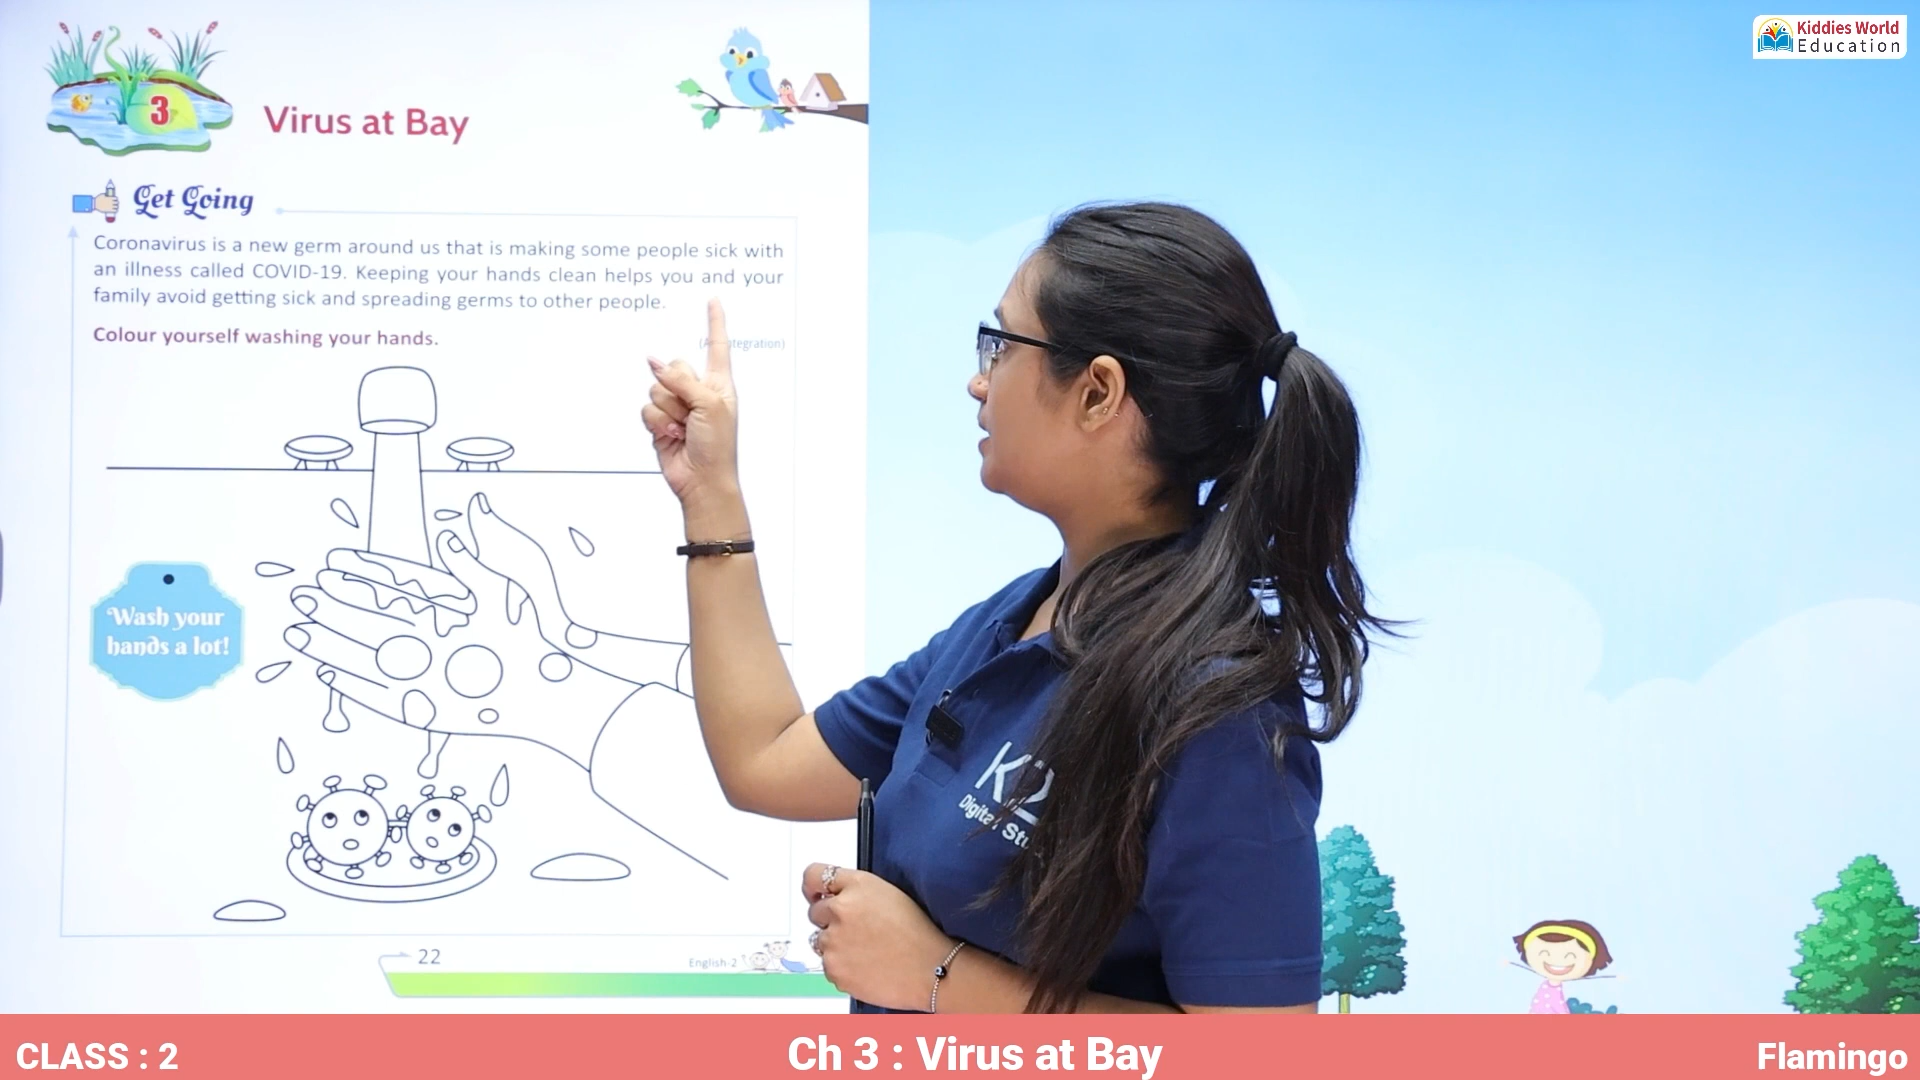 Kiddies World
Education
3
Virus at Bay
Get Going
Coronavirus is a new germ around us that is making some people sick with
an illness called COVID-19. Keeping your hands clean helps you and your
family avoid getting sick and spreading germs to other people.
Colour yourself washing your hands.
Wash your
hands a lot!
K2
Digital
22
English-2
CLASS : 2
Ch 3 : Virus at Bay
Flamingo